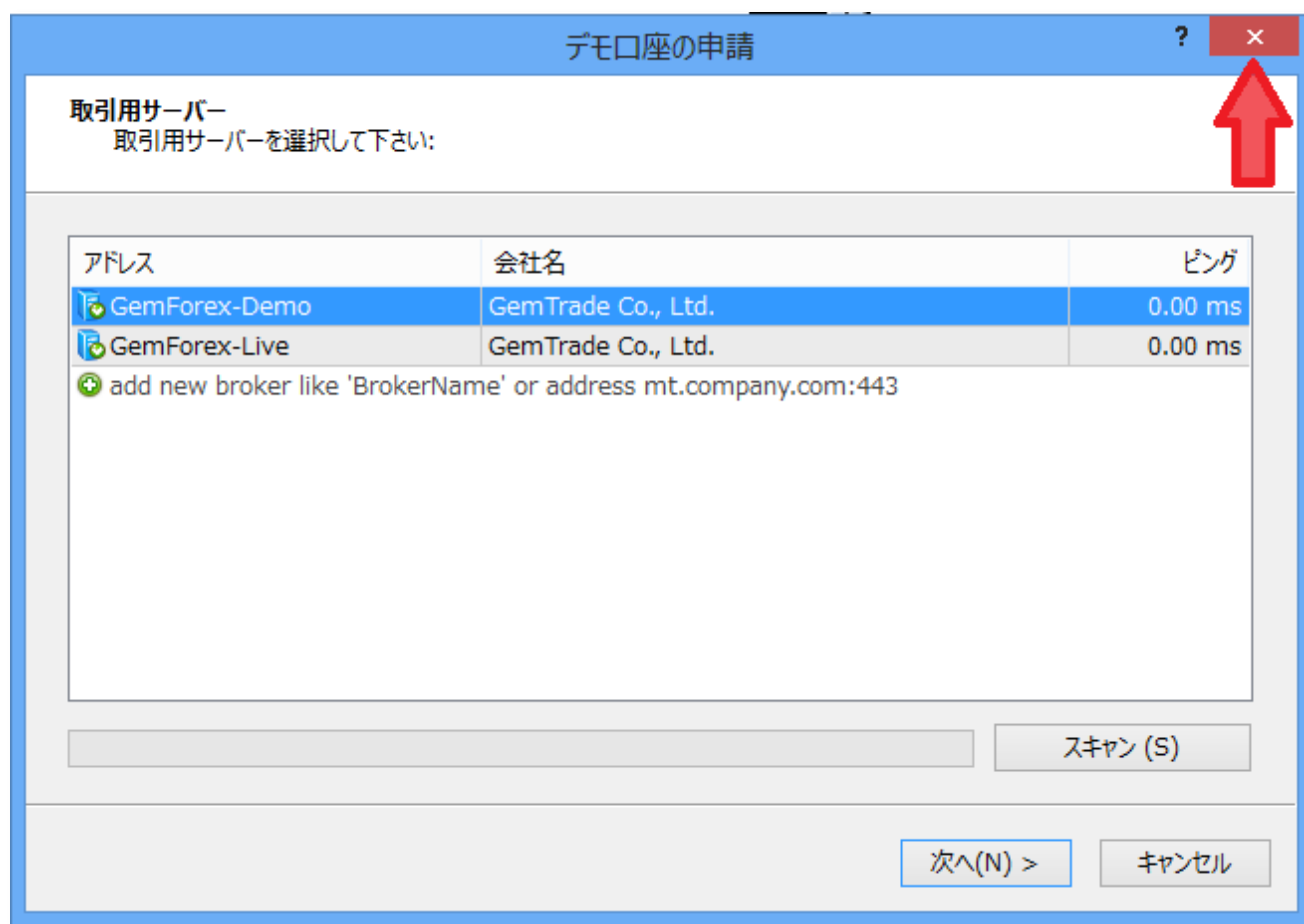 デモ口座の申請
?
取引用サーバー
取引用サーバーを選択して下さい:
アドレス 会社名 ピング
GemForex-Demo GemTrade Co., Ltd. 0.00 ms
GemForex-Live GemTrade Co., Ltd. 0.00 ms
add new broker like 'BrokerName' or address mt.company.com:443
スキャン (S)
次へ(N) > キャンセル